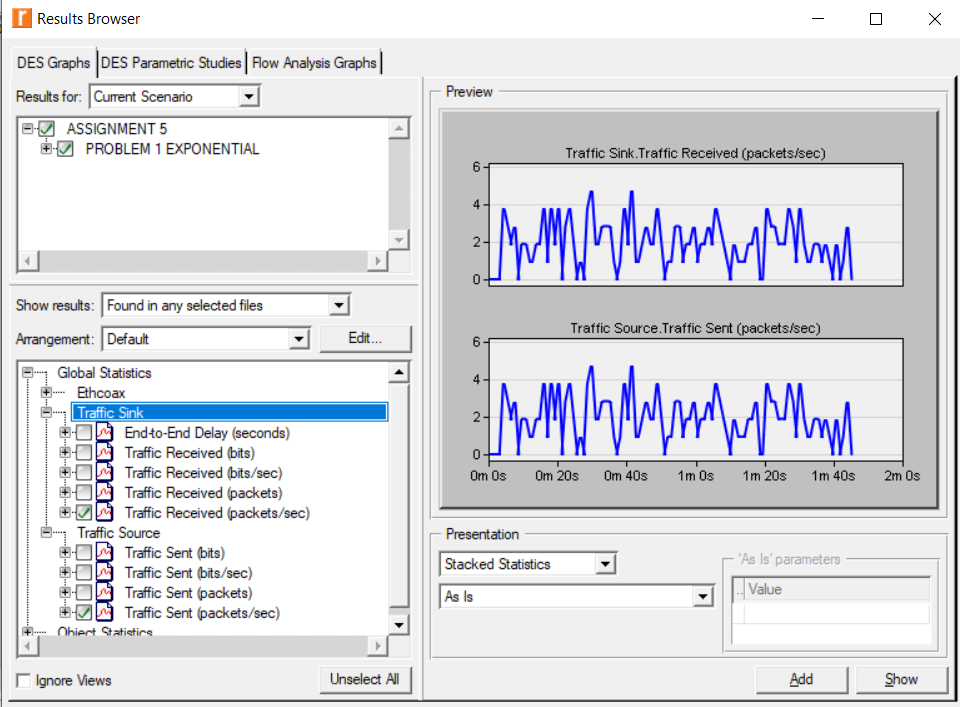 Results Browser
DES Graphs DES Parametric Studies Flow Analysis Graphs
Results for: Current Scenario
ASSIGNMENT 5
PROBLEM 1 EXPONENTIAL
Show results: Found in any selected files
Arrangement: Default Edit...
Global Statistics
Ethcoax
Traffic Sink
End-to-End Delay (seconds)
Traffic Received (bits)
Traffic Received (bits/sec)
Traffic Received (packets)
Traffic Received (packets/sec)
Traffic Source
Traffic Sent (bits)
Traffic Sent (bits/sec)
Traffic Sent (packets)
Traffic Sent (packets/sec)
Object Statistics
Ignore Views Unselect All
Preview
Traffic Sink.Traffic Received (packets/sec)
6
4
2
0
Traffic Source.Traffic Sent (packets/sec)
6
4
2
0
0m 0s 0m 20s 0m 40s 1m 0s 1m 20s 1m 40s 2m 0s
Presentation
Stacked Statistics
As Is
'As Is' parameters
.. Value
Add Show